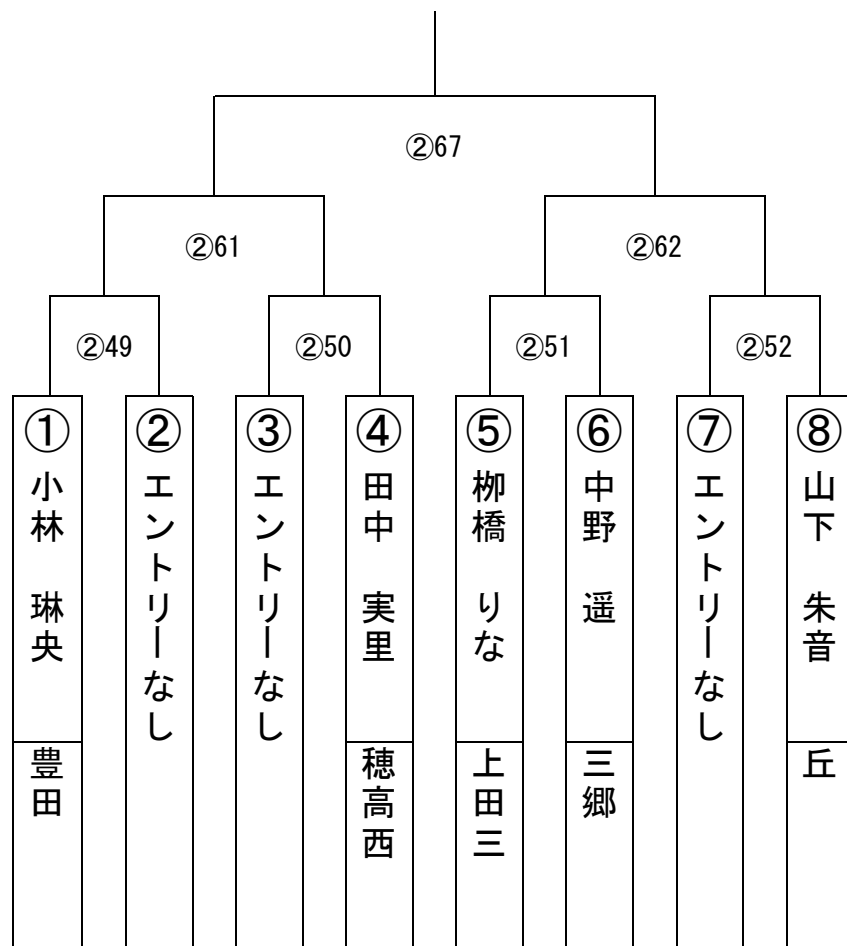 ②67
②61
②62
②49
②50
②51
②52
①
小林 琳央
豊田
②
エントリーなし
③
エントリーなし
④
田中 実里
穂高西
⑤
栁橋 りな
上田三
⑥
中野 遥
三郷
⑦
エントリーなし
⑧
山下 朱音
丘